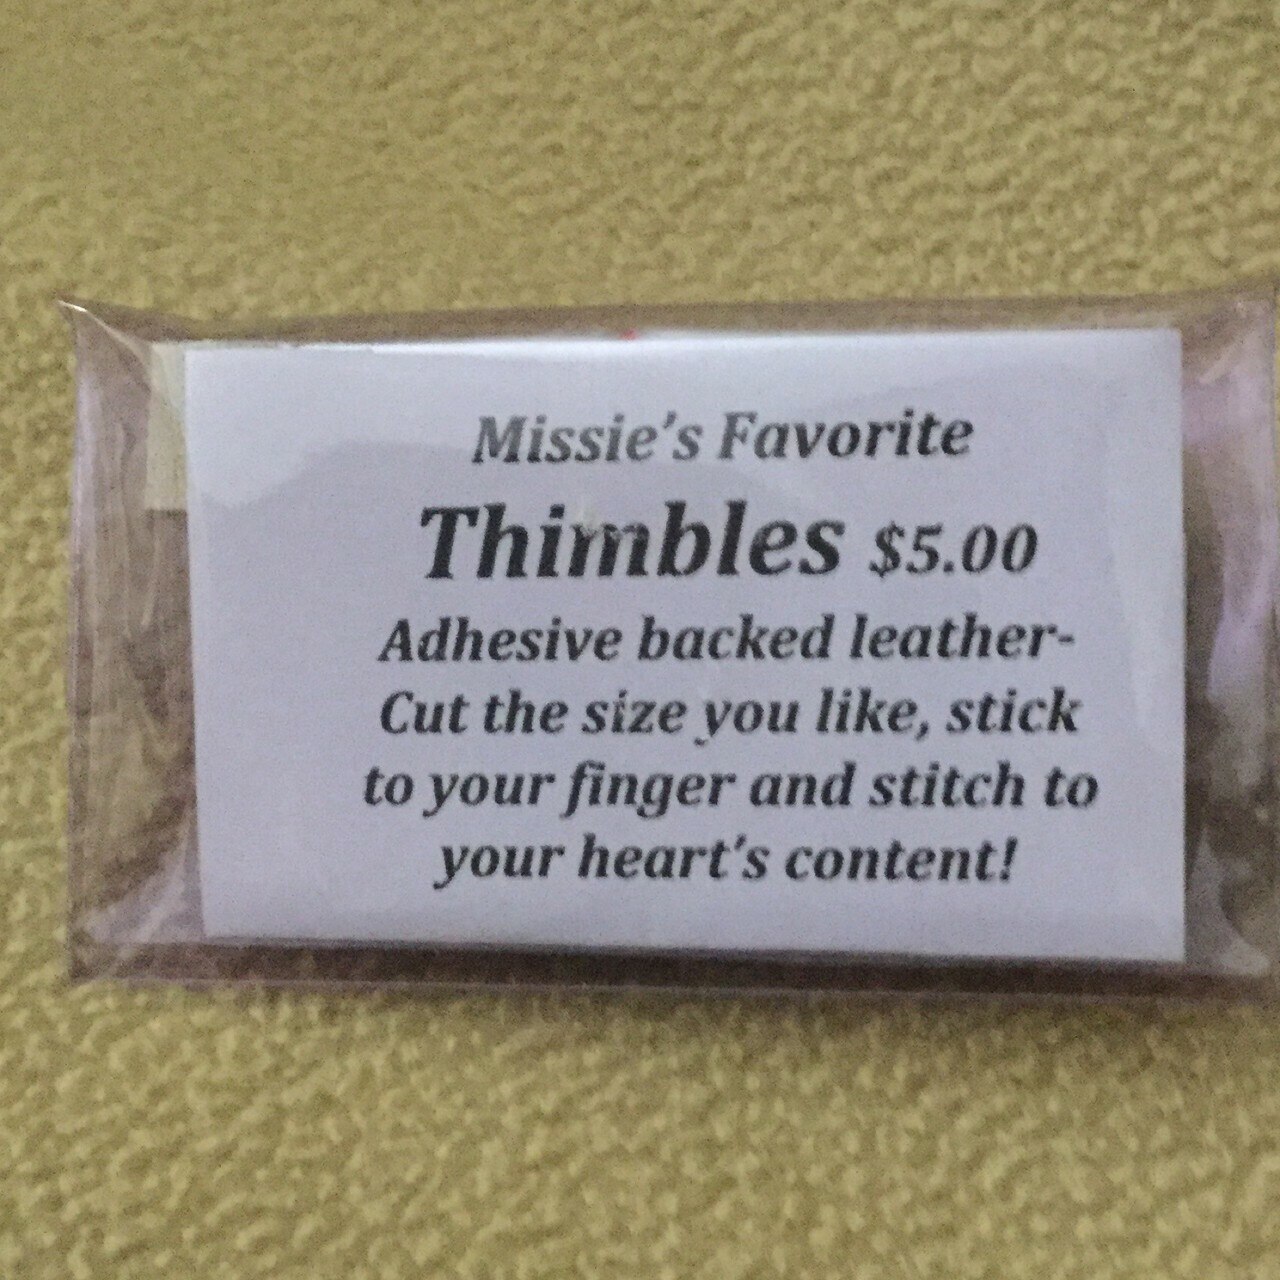 Missie's Favorite
Thimbles $5.00
Adhesive backed leather-
Cut the size you like, stick
to your finger and stitch to
your heart's content!